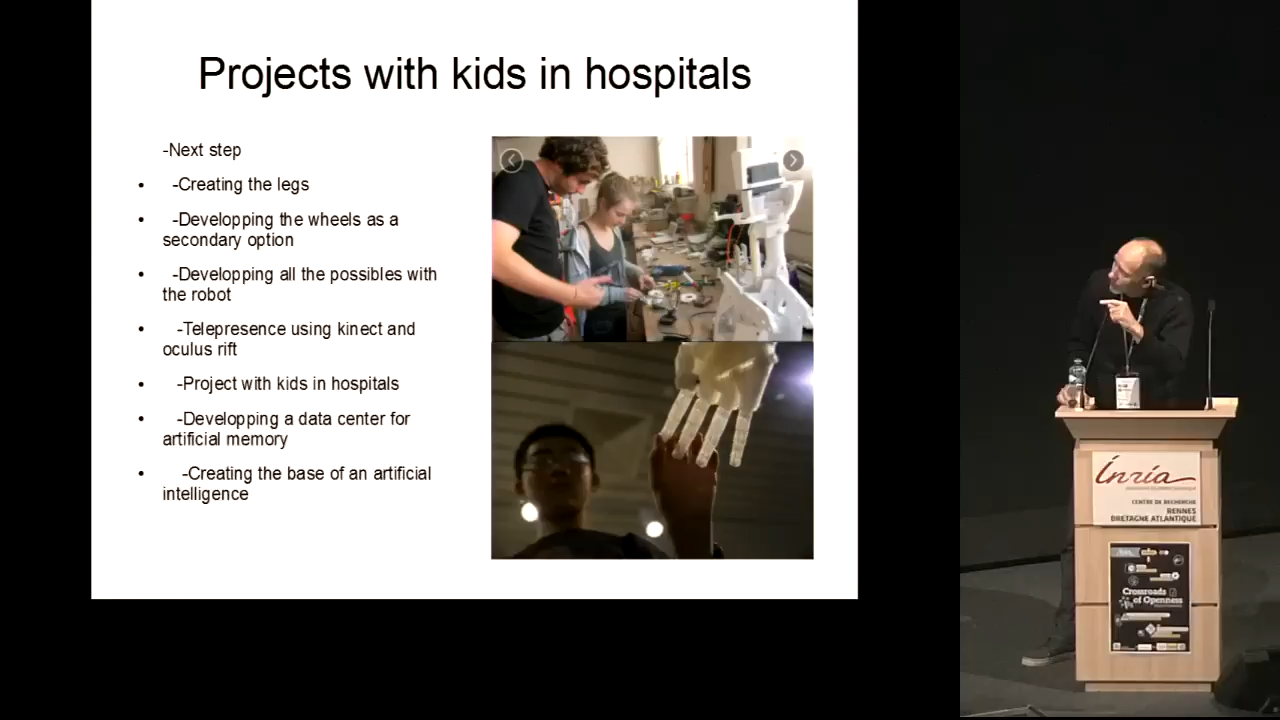 Projects with kids in hospitals
-Next step
• -Creating the legs
• -Developping the wheels as a
secondary option
• -Developping all the possibles with
the robot
• -Telepresence using kinect and
oculus rift
• -Project with kids in hospitals
• -Developping a data center for
artificial memory
• -Creating the base of an artificial
intelligence
Inria
CENTRE DE RECHERCHE
RENNES
BRETAGNE ATLANTIQUE
Crossroads
of Openness